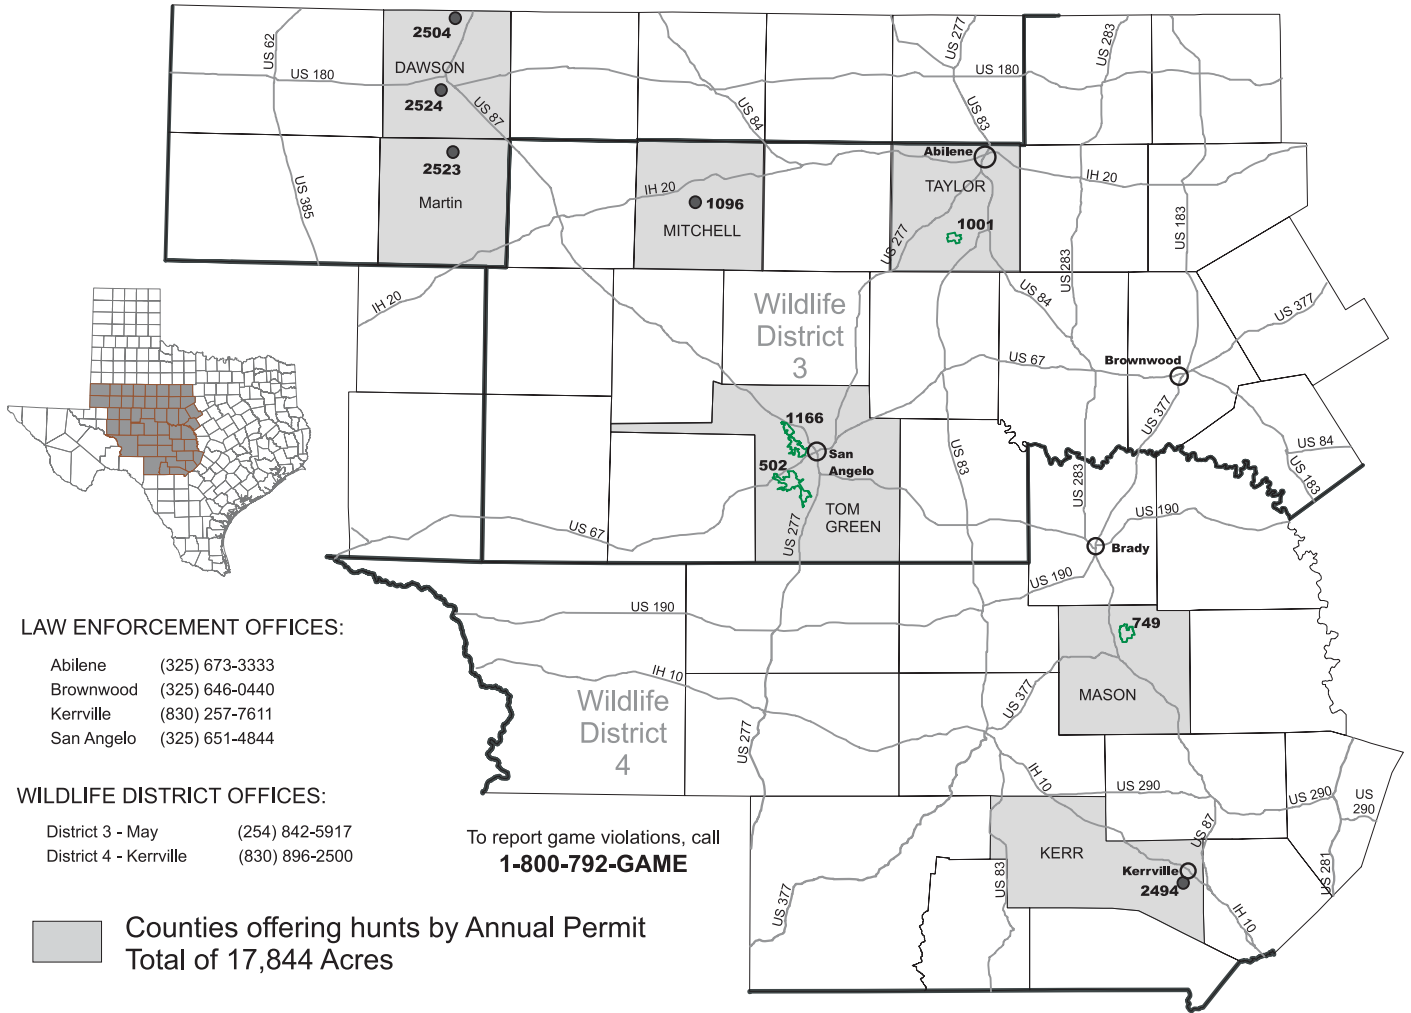 2504
DAWSON
2524
US 62
US 180
US 87
US 84
US 277
US 83
US 180
US 283
2523
Martin
US 385
IH 20
1096
MITCHELL
Abilene
TAYLOR
1001
US 277
IH 20
US 183
US 283
IH 20
US 84
US 377
Wildlife
District
3
US 67
Brownwood
US 377
1166
San
Angelo
502
TOM
GREEN
US 83
US 283
US 84
US 183
US 67
US 277
US 190
Brady
US 190
US 190
749
MASON
IH 10
US 377
Wildlife
District
4
US 277
IH 10
US 290
US 87
US 290
US
290
US 281
KERR
Kerrville
2494
US 83
US 377
IH 10
LAW ENFORCEMENT OFFICES:
Abilene (325) 673-3333
Brownwood (325) 646-0440
Kerrville (830) 257-7611
San Angelo (325) 651-4844
WILDLIFE DISTRICT OFFICES:
District 3 - May (254) 842-5917
District 4 - Kerrville (830) 896-2500
To report game violations, call
1-800-792-GAME
Counties offering hunts by Annual Permit
Total of 17,844 Acres